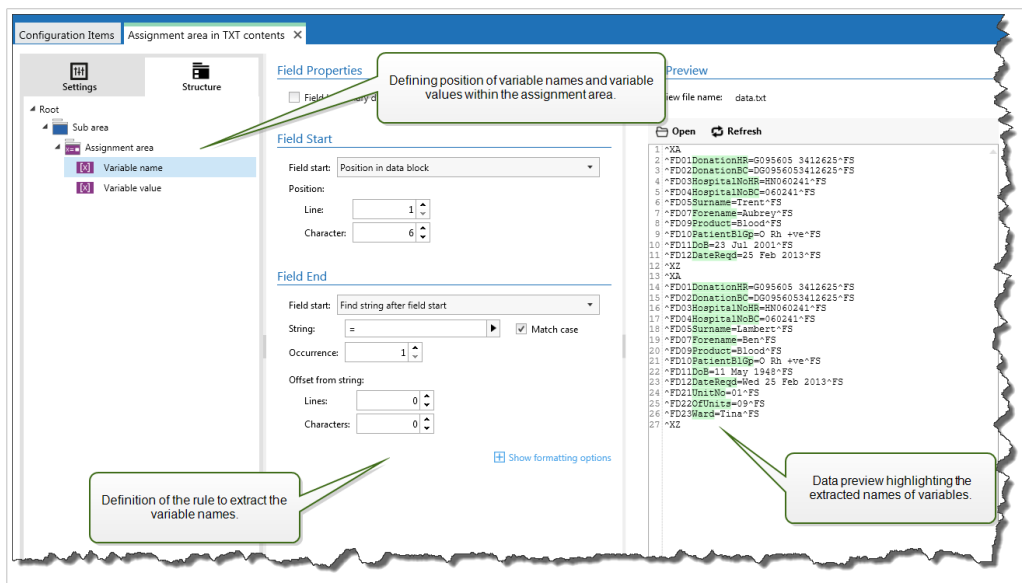 Configuration Items
Assignment area in TXT contents ✕
Settings
Structure
Root
Sub area
Assignment area
Variable name
Variable value
Field Properties
Defining position of variable names and variable
values within the assignment area.
Field Start
Field start: Position in data block
Position:
Line: 1
Character: 6
Field End
Field start: Find string after field start
String: =
Match case
Occurrence: 1
Offset from string:
Lines: 0
Characters: 0
Show formatting options
Definition of the rule to extract the
variable names.
Preview
file name: data.txt
Open
Refresh
1 ^XA
2 ^FD01DonationHR=G095605 3412625^FS
3 ^FD02DonationBC=DG0956053412625^FS
4 ^FD03HospitalNoHR=HN060241^FS
5 ^FD04HospitalNoBC=060241^FS
6 ^FD05Surname=Trent^FS
7 ^FD07Forename=Aubrey^FS
8 ^FD09Product=Blood^FS
9 ^FD10PatientBlGp=O Rh +ve^FS
10 ^FD11DoB=23 Jul 2001^FS
11 ^FD12DateReqd=25 Feb 2013^FS
12 ^XZ
13 ^XA
14 ^FD01DonationHR=G095605 3412625^FS
15 ^FD02DonationBC=DG0956053412625^FS
16 ^FD03HospitalNoHR=HN060241^FS
17 ^FD04HospitalNoBC=060241^FS
18 ^FD05Surname=Lambert^FS
19 ^FD07Forename=Ben^FS
20 ^FD09Product=Blood^FS
21 ^FD10PatientBlGp=O Rh +ve^FS
22 ^FD11DoB=11 May 1948^FS
23 ^FD12DateReqd=Wed 25 Feb 2013^FS
24 ^FD21UnitNo=01^FS
25 ^FD22OfUnits=09^FS
26 ^FD23Ward=Tina^FS
27 ^XZ
Data preview highlighting the
extracted names of variables.